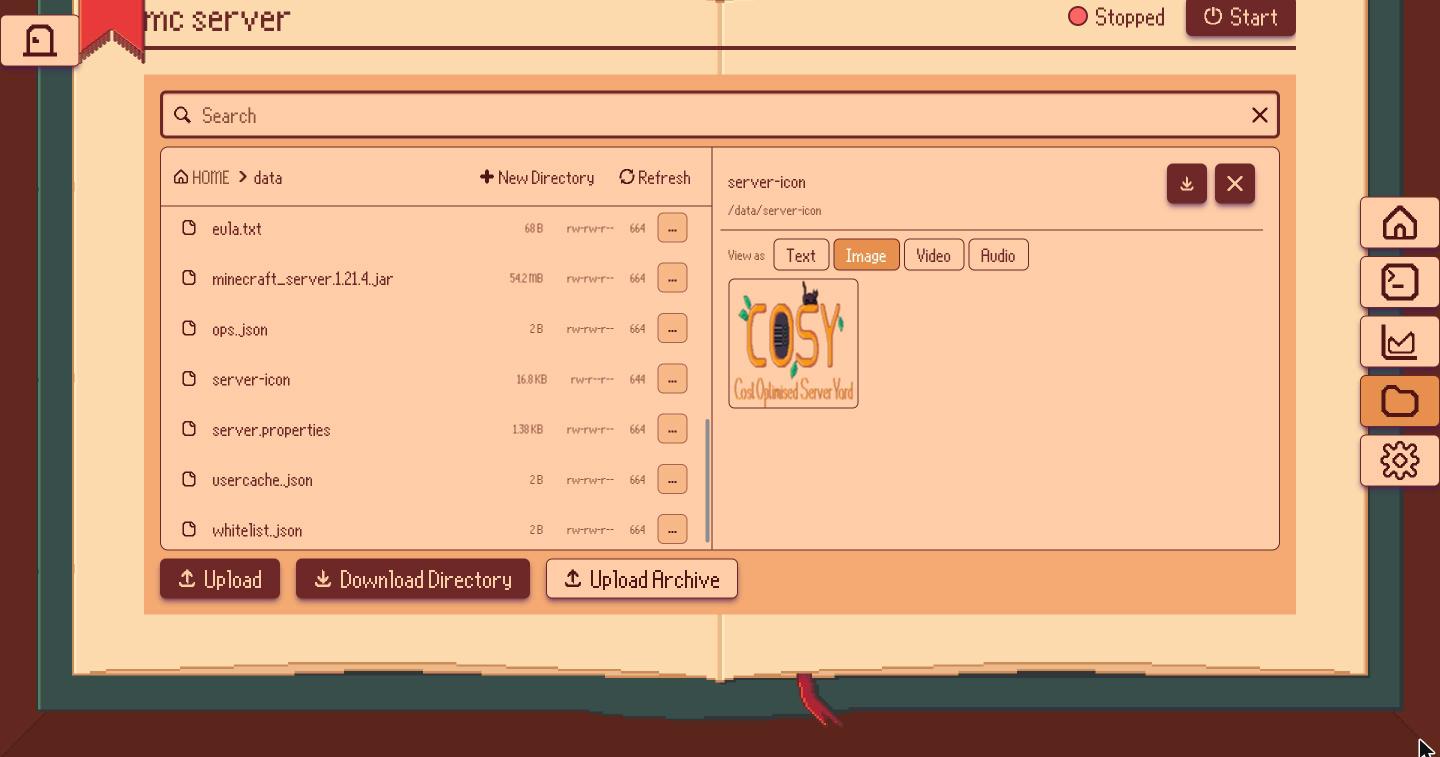 mc server
Stopped
Start
Search
HOME > data
New Directory
Refresh
eula.txt 68 B rw-rw-r-- 664 ...
minecraft_server.1.21.4.jar 54.2 MB rw-rw-r-- 664 ...
ops.json 2 B rw-rw-r-- 664 ...
server-icon 16.8 KB rw-r--r-- 644 ...
server.properties 1.38 KB rw-rw-r-- 664 ...
usercache.json 2 B rw-rw-r-- 664 ...
whitelist.json 2 B rw-rw-r-- 664 ...
server-icon
/data/server-icon
View as Text Image Video Audio
COSY
Cost Optimised Server Yard
Upload
Download Directory
Upload Archive